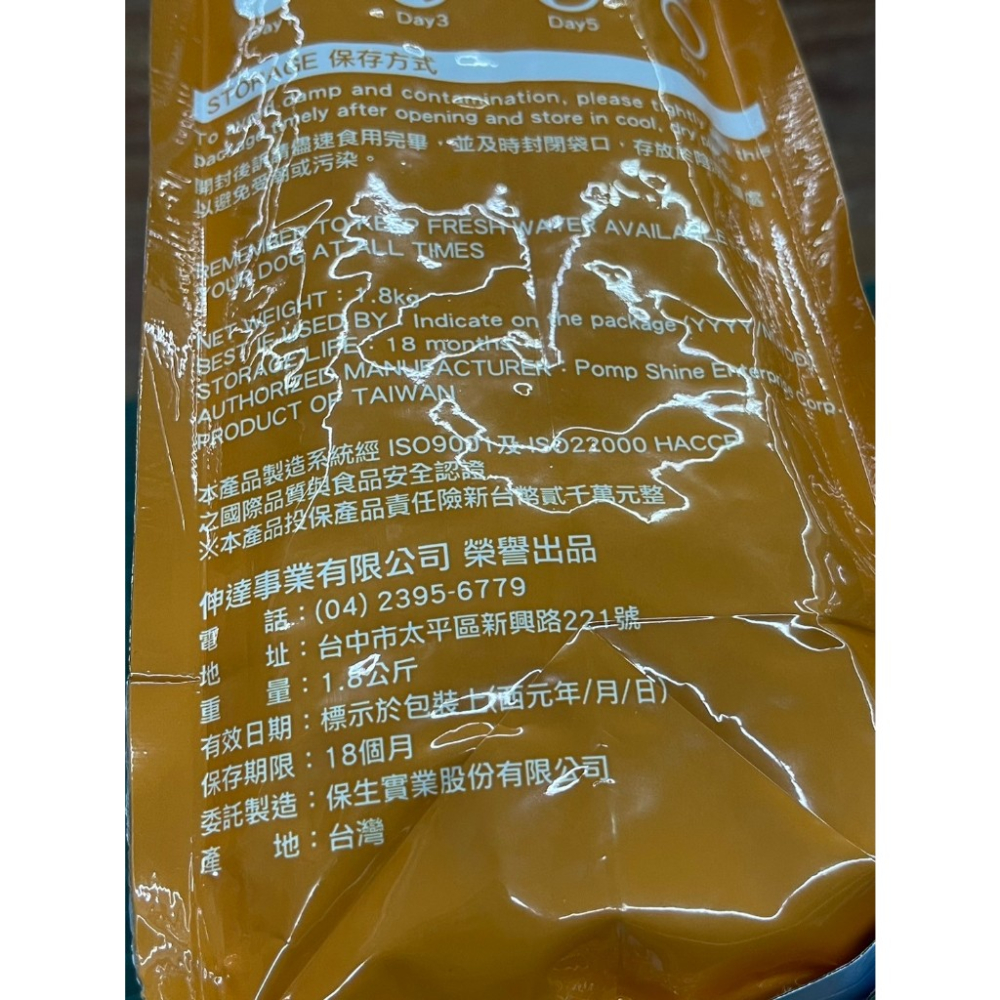 Day3 Day5
STORAGE 保存方式
To avoid damp and contamination, please tightly
package timely after opening and store in cool, dry this
開封後請儘速食用完畢，並及時封閉袋口，存放於處，
以避免受潮或污染。
REMEMBER TO KEEP FRESH WATER AVAILABLE
YOUR DOG AT ALL TIMES
NET WEIGHT：1.8kg
BEST IF USED BY：Indicate on the package (YYYY/MM/DD)
STORAGE LIFE：18 months
AUTHORIZED MANUFACTURER：Pomp Shine Enterprise Corp.
PRODUCT OF TAIWAN
本產品製造系統經 ISO9001及 ISO22000 HACCP
之國際品質與食品安全認證
※本產品投保產品責任險新台幣貳千萬元整
伸達事業有限公司 榮譽出品
電 話：(04) 2395-6779
地 址：台中市太平區新興路221號
重 量：1.8公斤
有效日期：標示於包裝上(西元年/月/日)
保存期限：18個月
委託製造：保生實業股份有限公司
產 地：台灣